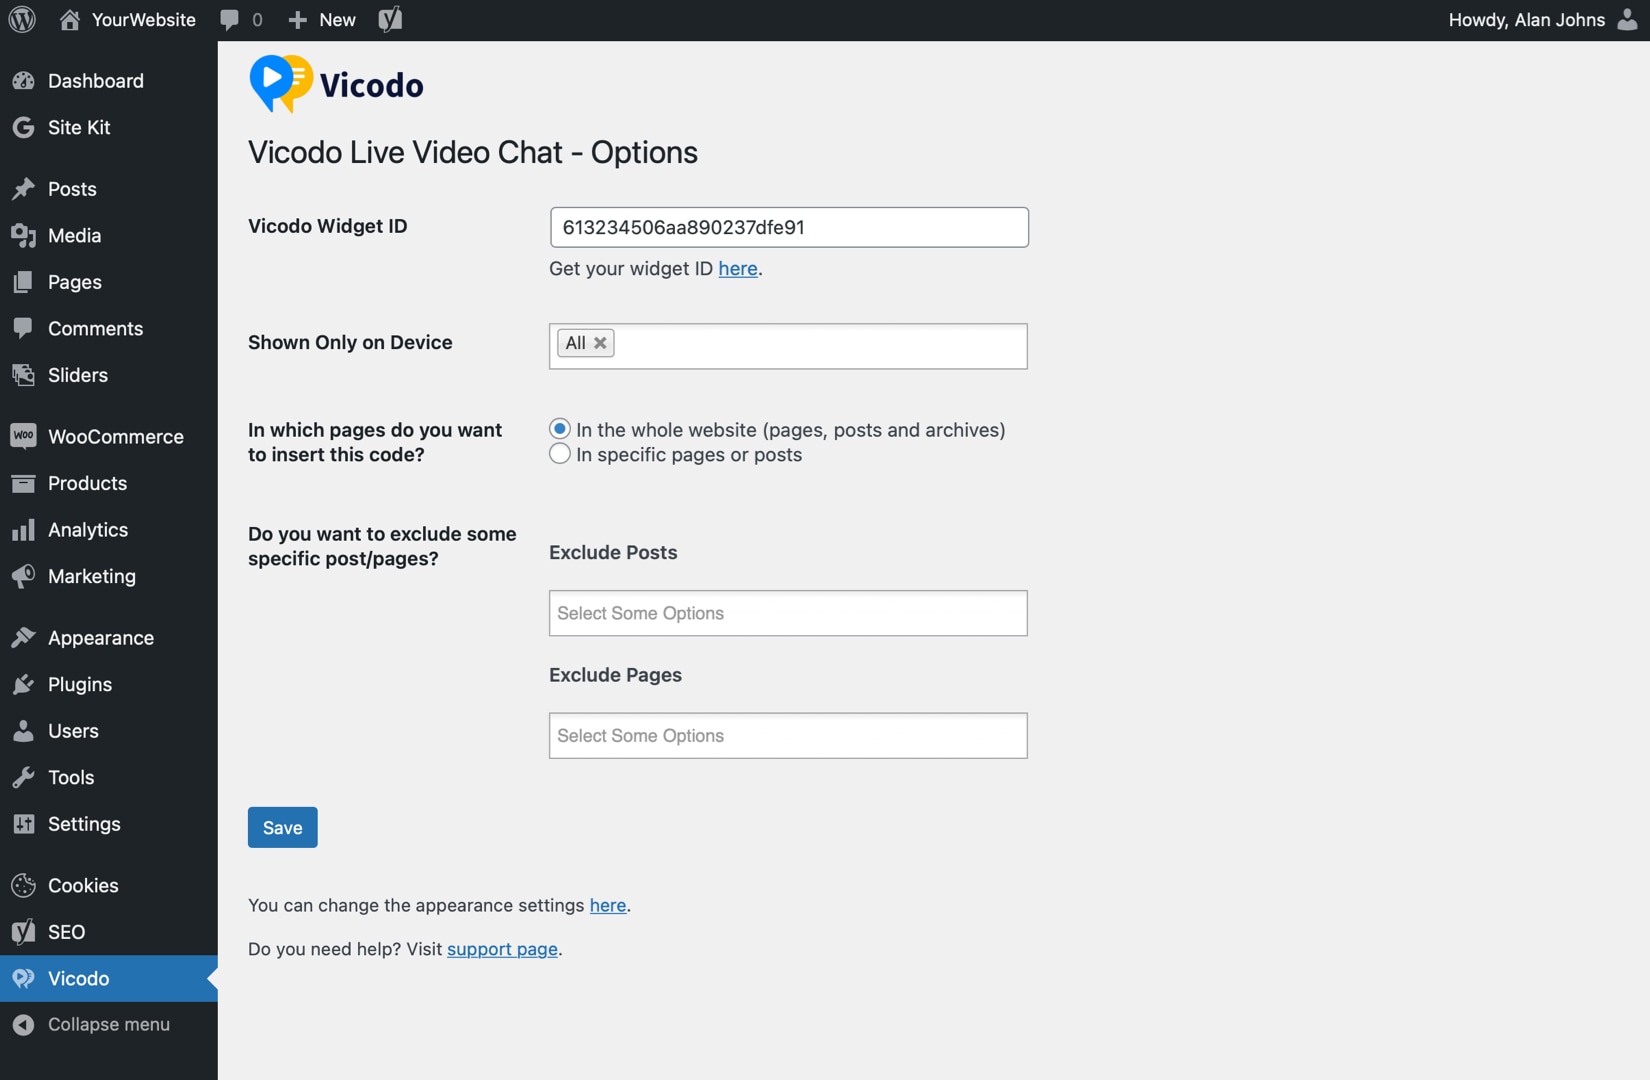 YourWebsite
0
New
Howdy, Alan Johns
Dashboard
Site Kit
Posts
Media
Pages
Comments
Sliders
WOO
WooCommerce
Products
Analytics
Marketing
Appearance
Plugins
Users
Tools
Settings
Cookies
SEO
Vicodo
Collapse menu
Vicodo
Vicodo Live Video Chat - Options
Vicodo Widget ID
613234506aa890237dfe91
Get your widget ID here.
Shown Only on Device
All
In which pages do you want
to insert this code?
In the whole website (pages, posts and archives)
In specific pages or posts
Do you want to exclude some
specific post/pages?
Exclude Posts
Select Some Options
Exclude Pages
Select Some Options
Save
You can change the appearance settings here.
Do you need help? Visit support page.